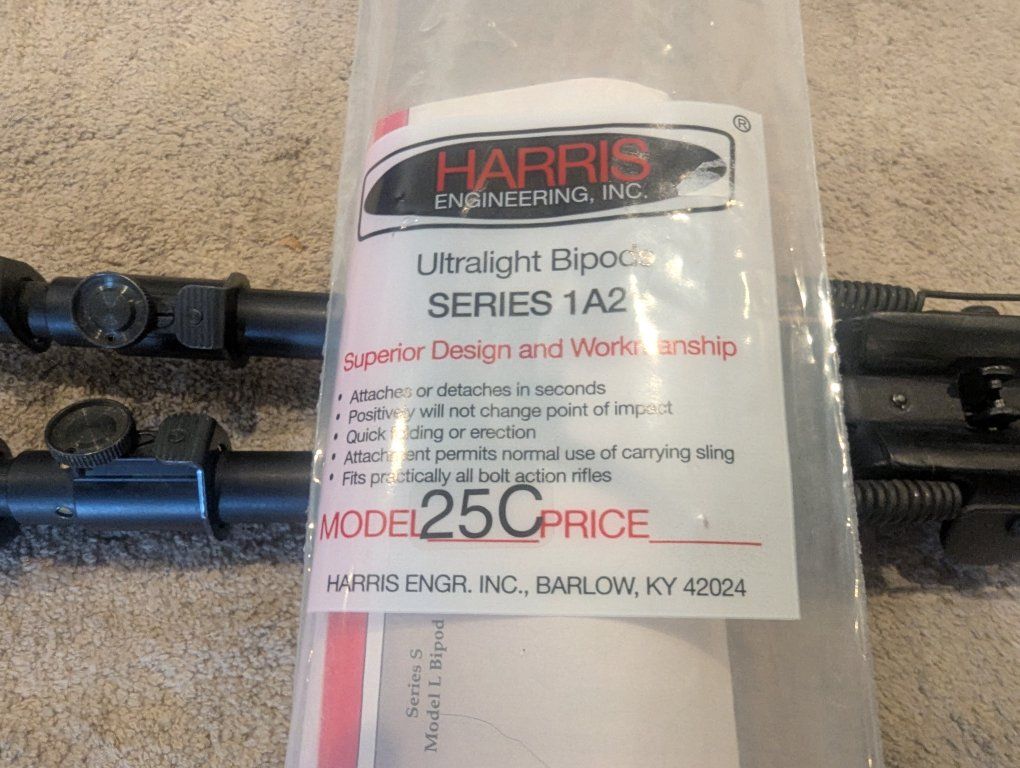 HARRIS ®
ENGINEERING, INC.
Ultralight Bipods
SERIES 1A2
Superior Design and Workmanship
• Attaches or detaches in seconds
• Positively will not change point of impact
• Quick folding or erection
• Attachment permits normal use of carrying sling
• Fits practically all bolt action rifles
MODEL 25C PRICE
HARRIS ENGR. INC., BARLOW, KY 42024
Series S
Model L Bipod